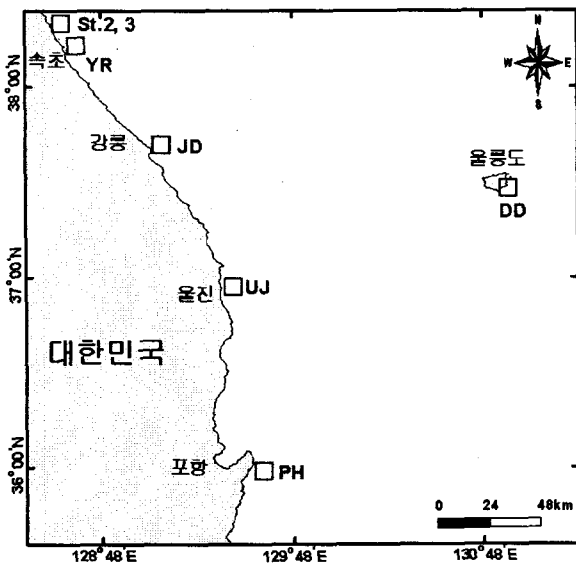 St.2, 3
N
W E
S
속초
YR
38°00'N
강릉
JD
울릉도
DD
37°00'N
울진
UJ
대한민국
36°00'N
포항
PH
0 24 48km
128°48'E
129°48'E
130°48'E